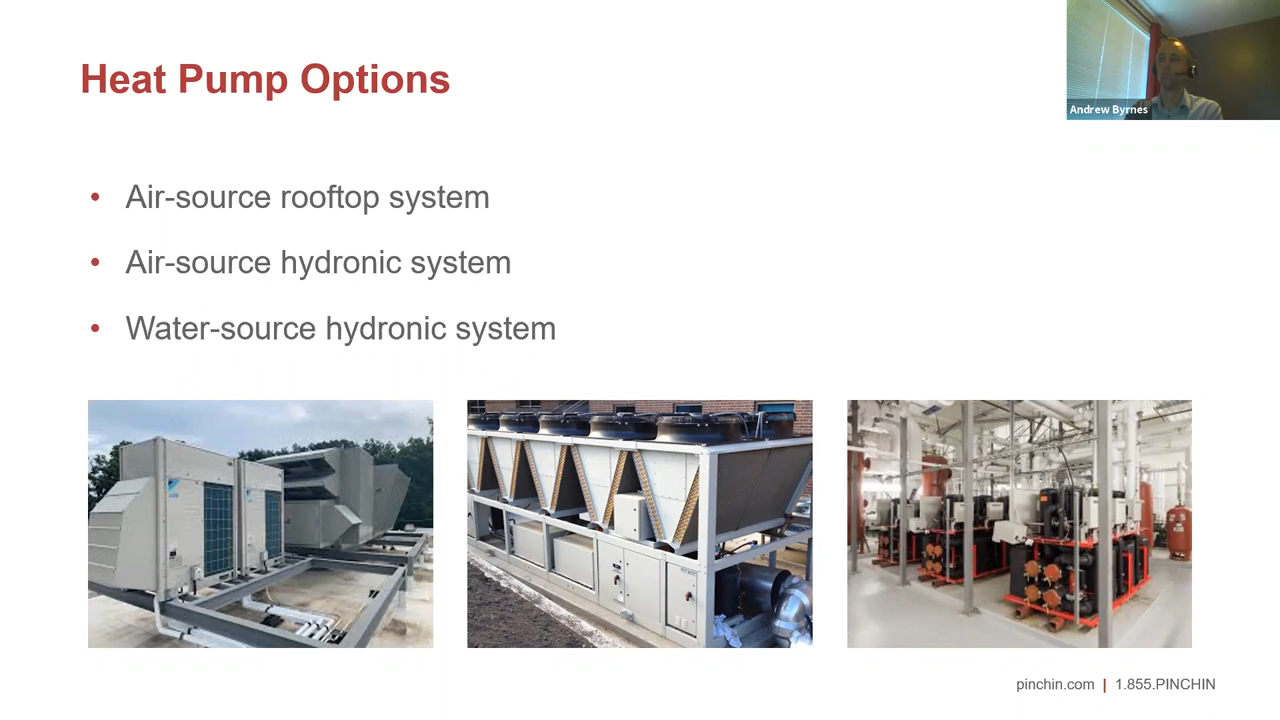 Heat Pump Options
Andrew Byrnes
• Air-source rooftop system
• Air-source hydronic system
• Water-source hydronic system
pinchin.com | 1.855.PINCHIN